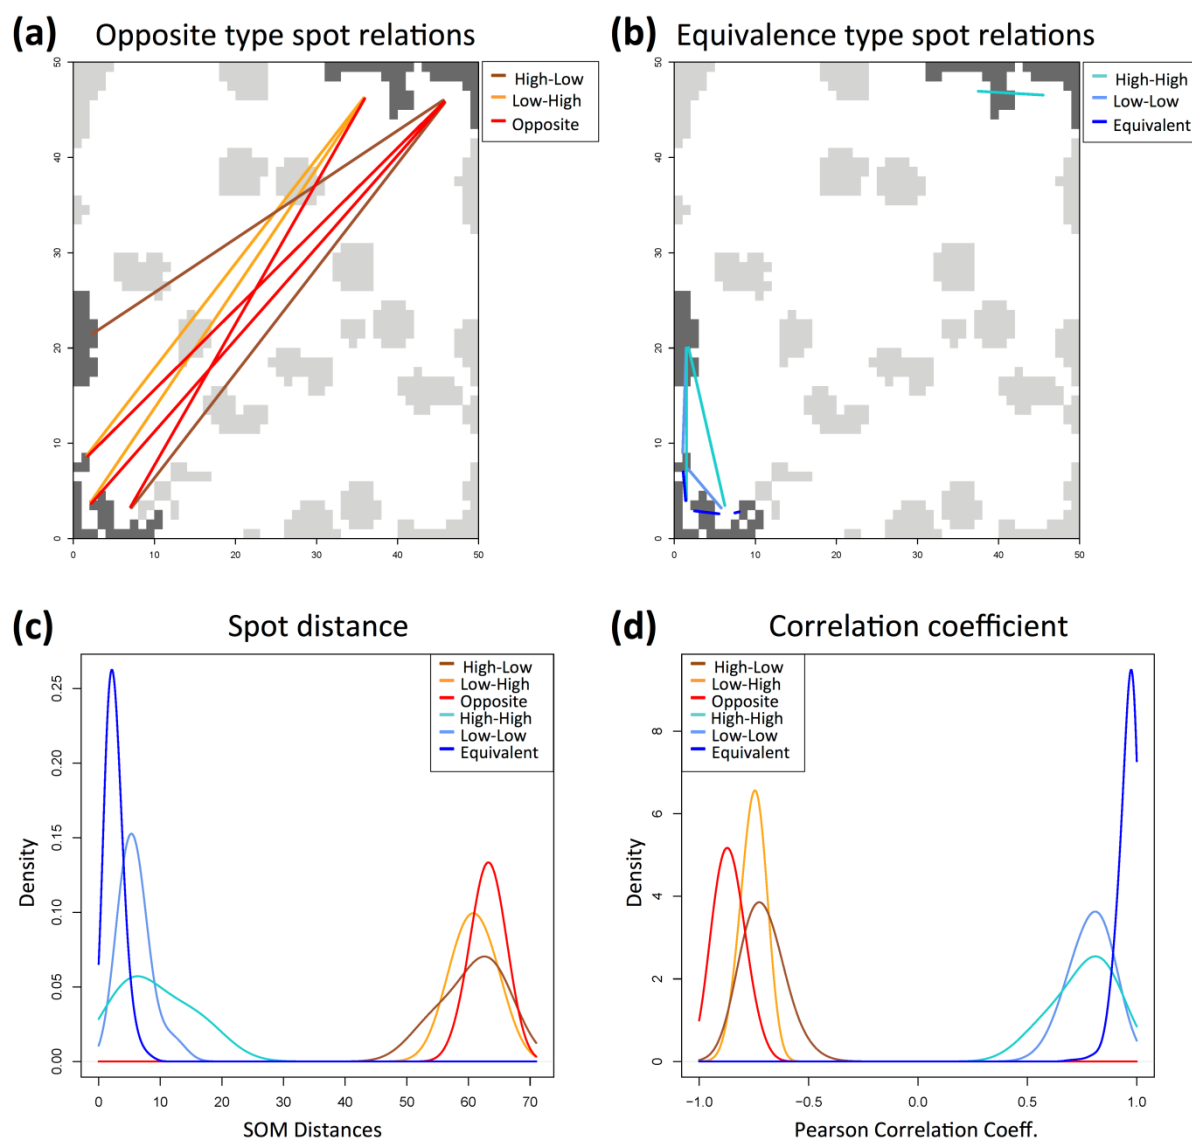 (a) Opposite type spot relations
High-Low
Low-High
Opposite
50
40
30
20
10
0
0 10 20 30 40 50
(b) Equivalence type spot relations
High-High
Low-Low
Equivalent
50
40
30
20
10
0
0 10 20 30 40 50
(c) Spot distance
High-Low
Low-High
Opposite
High-High
Low-Low
Equivalent
Density
0.25
0.20
0.15
0.10
0.05
0.00
0 10 20 30 40 50 60 70
SOM Distances
(d) Correlation coefficient
High-Low
Low-High
Opposite
High-High
Low-Low
Equivalent
Density
8
6
4
2
0
−1.0 −0.5 0.0 0.5 1.0
Pearson Correlation Coeff.